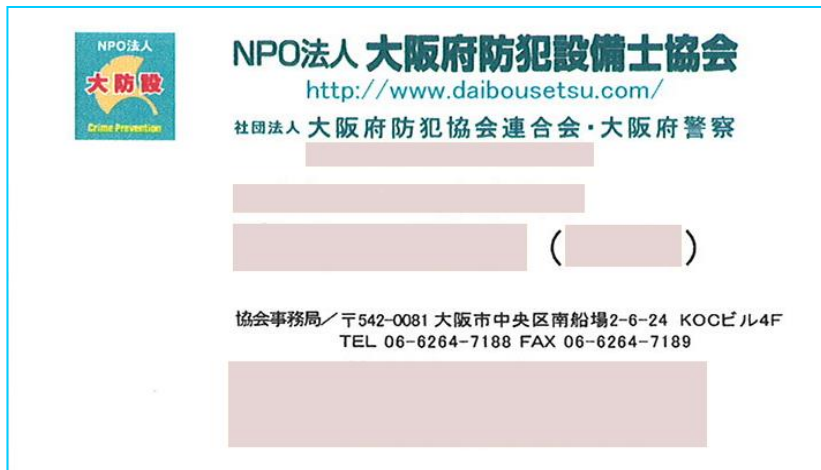 NPO法人
大防設
Crime Prevention
NPO法人 大阪府防犯設備士協会
http://www.daibousetsu.com/
社団法人 大阪府防犯協会連合会・大阪府警察
( )
協会事務局／〒542-0081 大阪市中央区南船場2-6-24 KOCビル4F
TEL 06-6264-7188 FAX 06-6264-7189